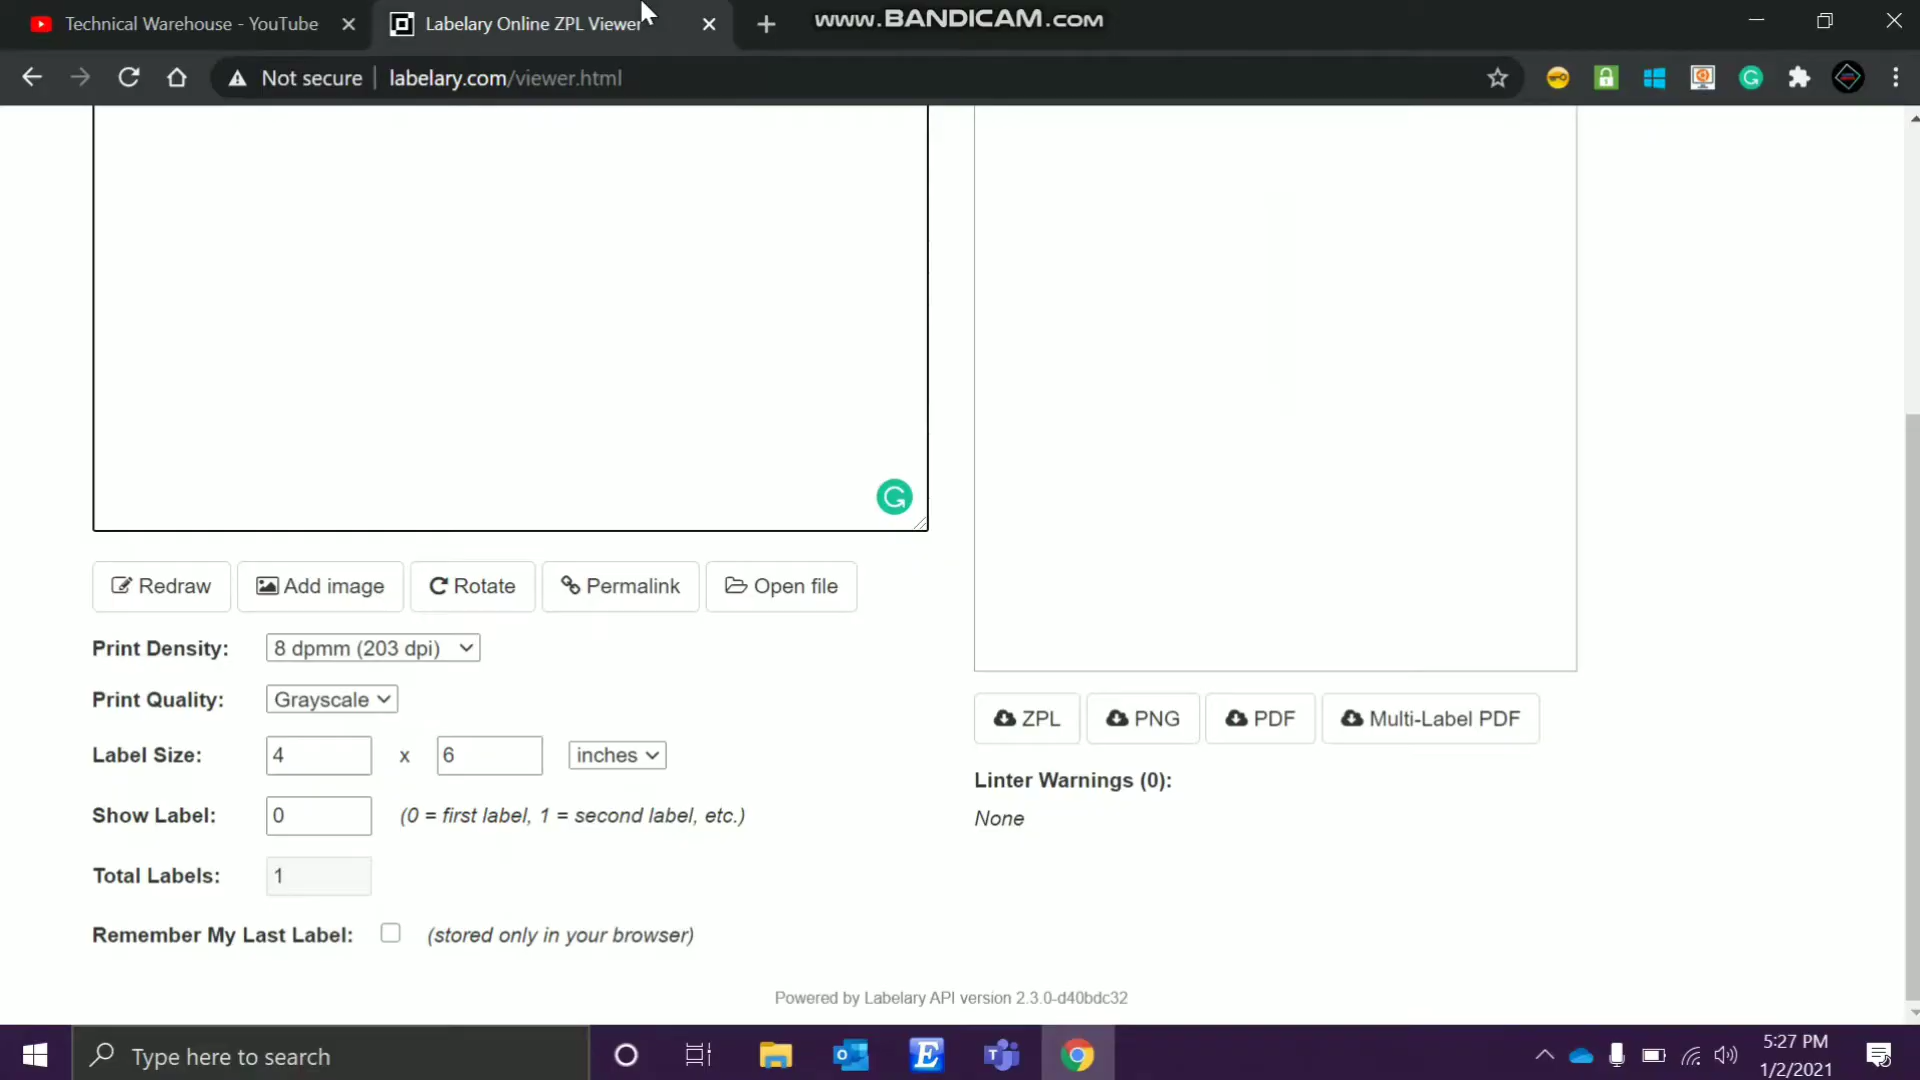 Technical Warehouse - YouTube
Labelary Online ZPL Viewer
www.BANDICAM.com
Not secure
labelary.com/viewer.html
Redraw
Add image
Rotate
Permalink
Open file
Print Density:
8 dpmm (203 dpi)
Print Quality:
Grayscale
ZPL
PNG
PDF
Multi-Label PDF
Label Size:
4
x
6
inches
Linter Warnings (0):
None
Show Label:
0
(0 = first label, 1 = second label, etc.)
Total Labels:
1
Remember My Last Label:
(stored only in your browser)
Powered by Labelary API version 2.3.0-d40bdc32
Type here to search
5:27 PM
1/2/2021